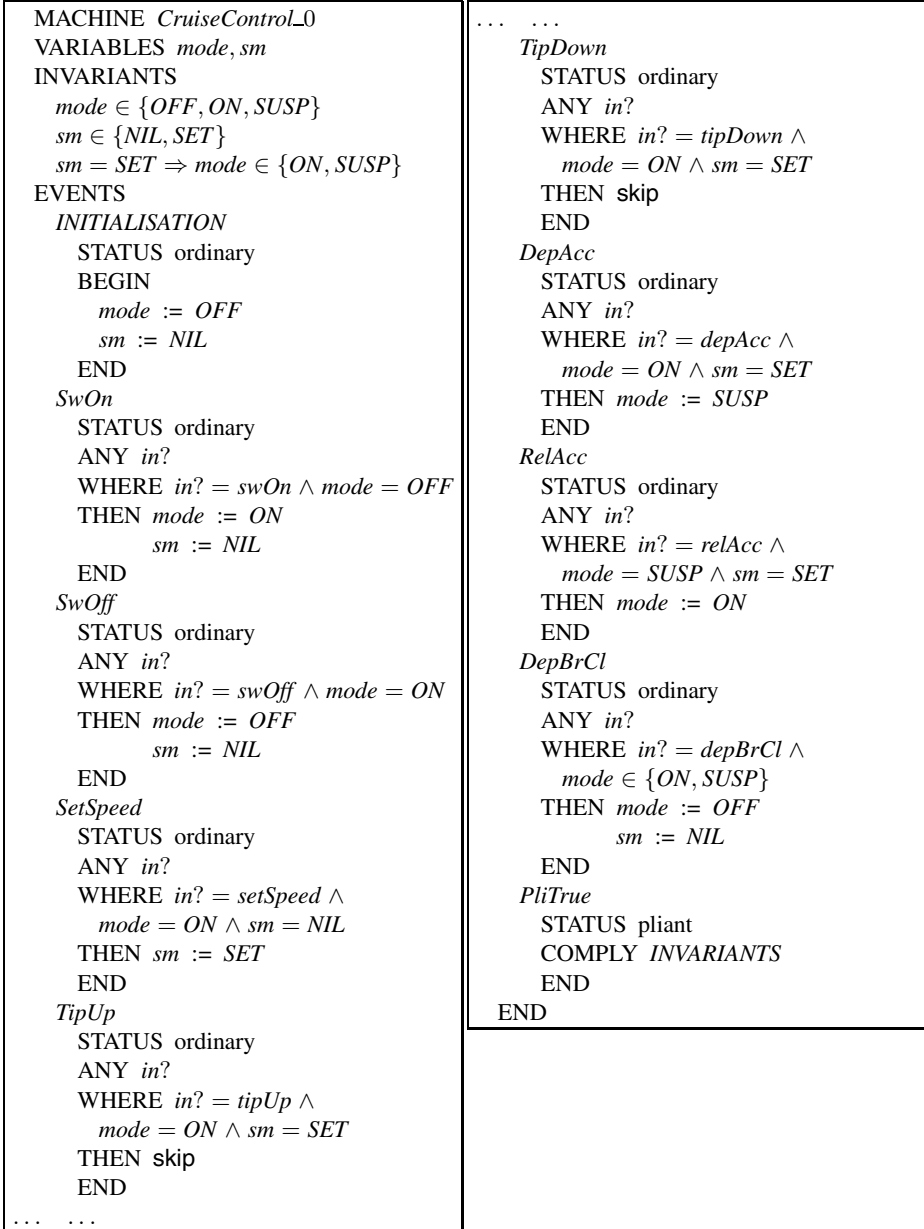 MACHINE CruiseControl_0
VARIABLES mode, sm
INVARIANTS
mode ∈ {OFF, ON, SUSP}
sm ∈ {NIL, SET}
sm = SET ⇒ mode ∈ {ON, SUSP}
EVENTS
INITIALISATION
STATUS ordinary
BEGIN
mode := OFF
sm := NIL
END
SwOn
STATUS ordinary
ANY in?
WHERE in? = swOn ∧ mode = OFF
THEN mode := ON
sm := NIL
END
SwOff
STATUS ordinary
ANY in?
WHERE in? = swOff ∧ mode = ON
THEN mode := OFF
sm := NIL
END
SetSpeed
STATUS ordinary
ANY in?
WHERE in? = setSpeed ∧
mode = ON ∧ sm = NIL
THEN sm := SET
END
TipUp
STATUS ordinary
ANY in?
WHERE in? = tipUp ∧
mode = ON ∧ sm = SET
THEN skip
END
... ...
... ...
TipDown
STATUS ordinary
ANY in?
WHERE in? = tipDown ∧
mode = ON ∧ sm = SET
THEN skip
END
DepAcc
STATUS ordinary
ANY in?
WHERE in? = depAcc ∧
mode = ON ∧ sm = SET
THEN mode := SUSP
END
RelAcc
STATUS ordinary
ANY in?
WHERE in? = relAcc ∧
mode = SUSP ∧ sm = SET
THEN mode := ON
END
DepBrCl
STATUS ordinary
ANY in?
WHERE in? = depBrCl ∧
mode ∈ {ON, SUSP}
THEN mode := OFF
sm := NIL
END
PliTrue
STATUS pliant
COMPLY INVARIANTS
END
END